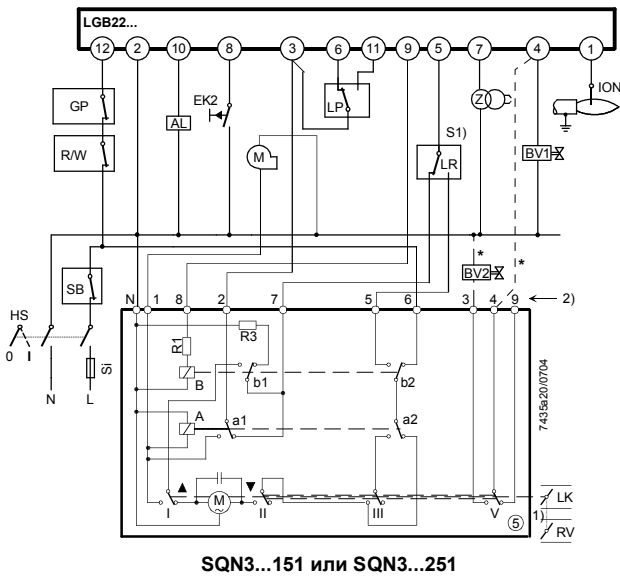 LGB22...
12 2 10 8 3 6 11 9 5 7 4 1
GP
R/W
AL
EK2
M
LP
S1)
LR
Z
BV1
ION
*
*
BV2
SB
HS
0 I
Si
N L
N 1 8 2 7 5 6 3 4 9 2)
R1
R3
B
b1
b2
A
a1
a2
M
~
I II III V
5
LK
1)
RV
7435a20/0704
SQN3...151 или SQN3...251